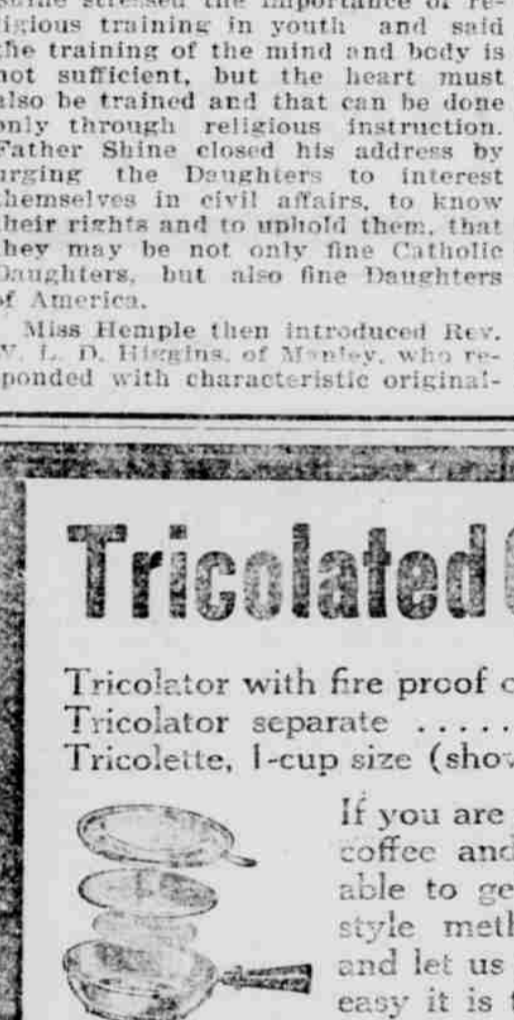 Shine stressed the importance of re-
ligious training in youth and said
the training of the mind and body is
not sufficient, but the heart must
also be trained and that can be done
only through religious instruction.
Father Shine closed his address by
urging the Daughters to interest
themselves in civil affairs, to know
their rights and to uphold them, that
they may be not only fine Catholic
Daughters, but also fine Daughters
of America.
Miss Hemple then introduced Rev.
V. L. D. Higgins, of Manley, who re-
sponded with characteristic original-
Tricolated
Tricolator with fire proof
Tricolator separate .....
Tricolette, 1-cup size (show
If you are
coffee and
able to ge
style meth
and let us
easy it is